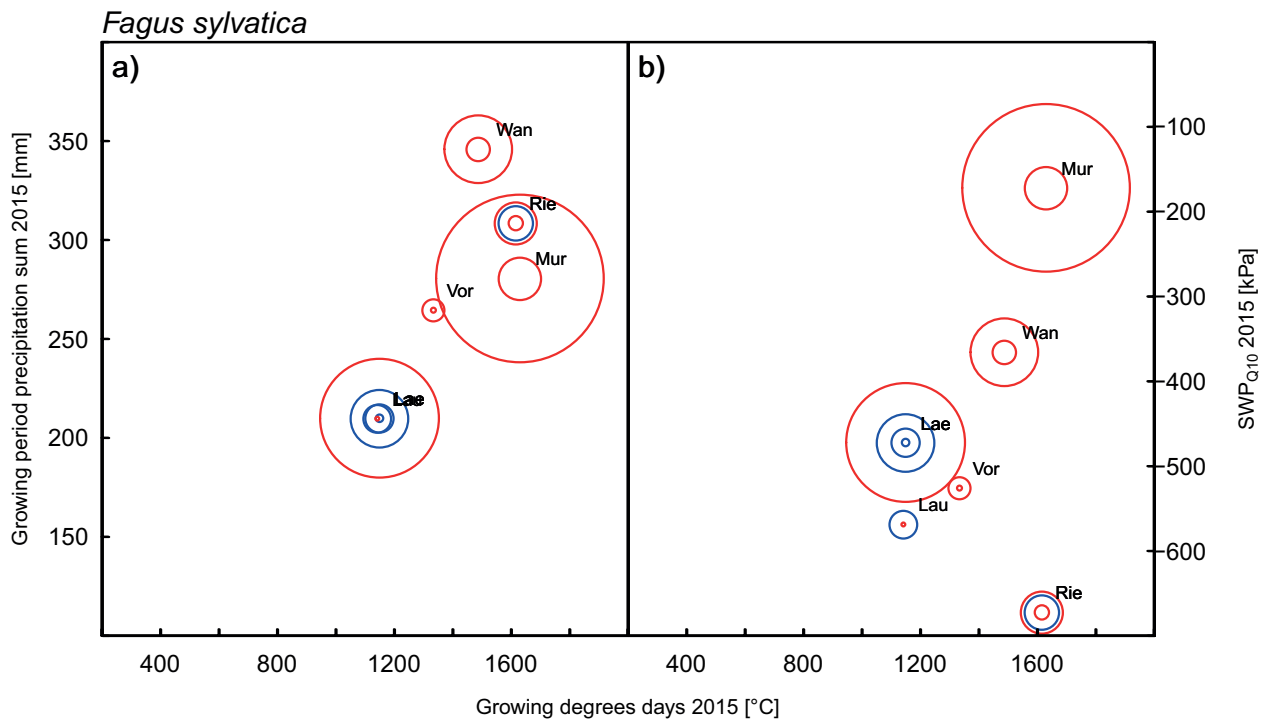 Fagus sylvatica
a)
b)
Growing period precipitation sum 2015 [mm]
350
300
250
200
150
Wan
Rie
Mur
Vor
Lae
Mur
Wan
Lae
Vor
Lau
Rie
−100
−200
−300
−400
−500
−600
SWPQ10 2015 [kPa]
400
800
1200
1600
400
800
1200
1600
Growing degrees days 2015 [°C]